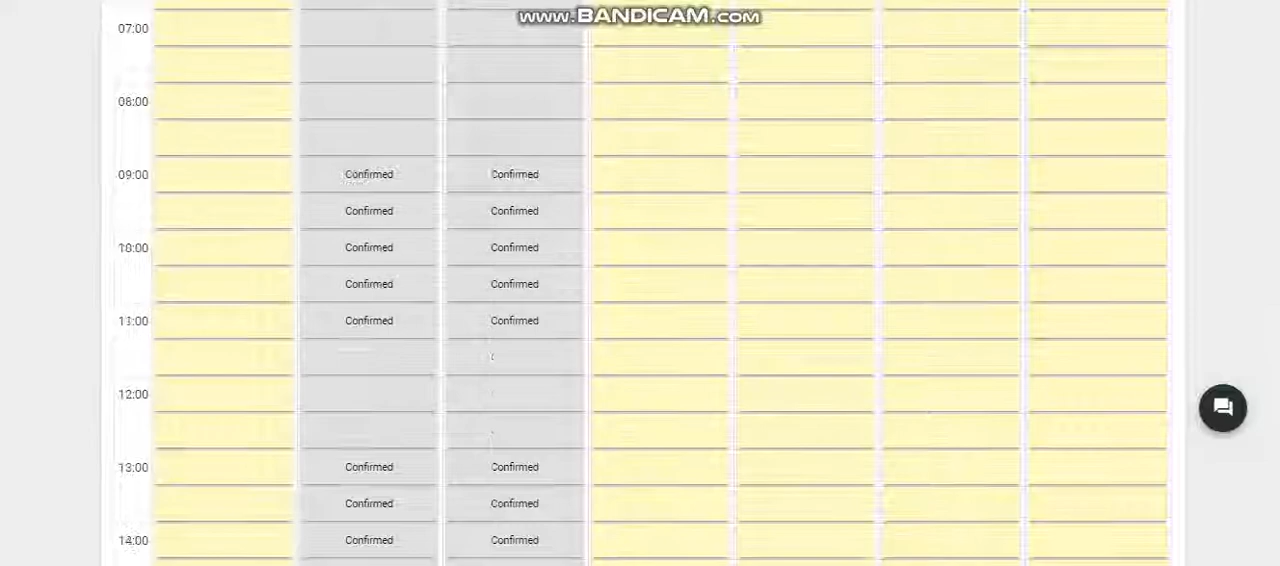 www.BANDICAM.com
07:00
08:00
09:00 Confirmed Confirmed
Confirmed Confirmed
10:00 Confirmed Confirmed
Confirmed Confirmed
11:00 Confirmed Confirmed
12:00
13:00 Confirmed Confirmed
Confirmed Confirmed
14:00 Confirmed Confirmed